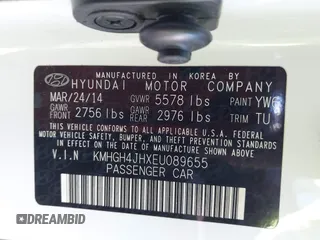 MANUFACTURED IN KOREA BY
HYUNDAI MOTOR COMPANY
MAR/24/14 GVWR 5578 lbs PAINT YW6
GAWR FRONT 2756 lbs GAWR REAR 2976 lbs TRIM TU
THIS VEHICLE CONFORMS TO ALL APPLICABLE U.S. FEDERAL
MOTOR VEHICLE SAFETY, BUMPER, AND THEFT PREVENTION
STANDARDS IN EFFECT ON THE DATE OF MANUFACTURE SHOWN ABOVE.
V.I.N KMHGH4JHXEU089655
PASSENGER CAR
BID HISTORY